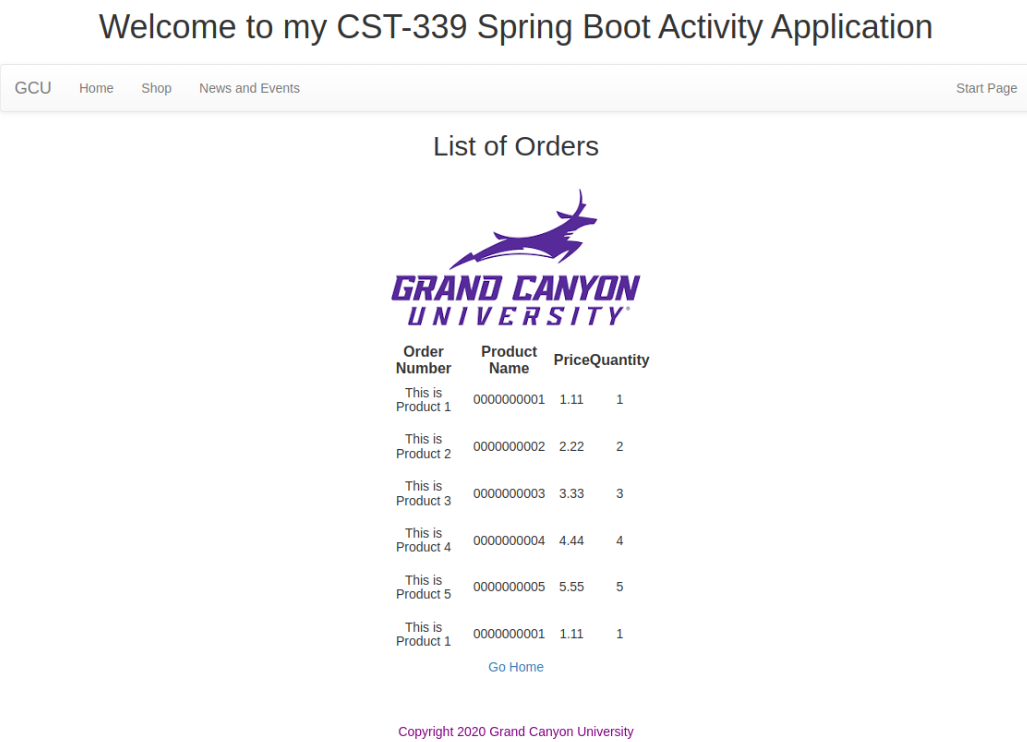 Welcome to my CST-339 Spring Boot Activity Application
GCU Home Shop News and Events Start Page
List of Orders
GRAND CANYON
UNIVERSITY®
Order Number Product Name Price Quantity
This is Product 1 0000000001 1.11 1
This is Product 2 0000000002 2.22 2
This is Product 3 0000000003 3.33 3
This is Product 4 0000000004 4.44 4
This is Product 5 0000000005 5.55 5
This is Product 1 0000000001 1.11 1
Go Home
Copyright 2020 Grand Canyon University